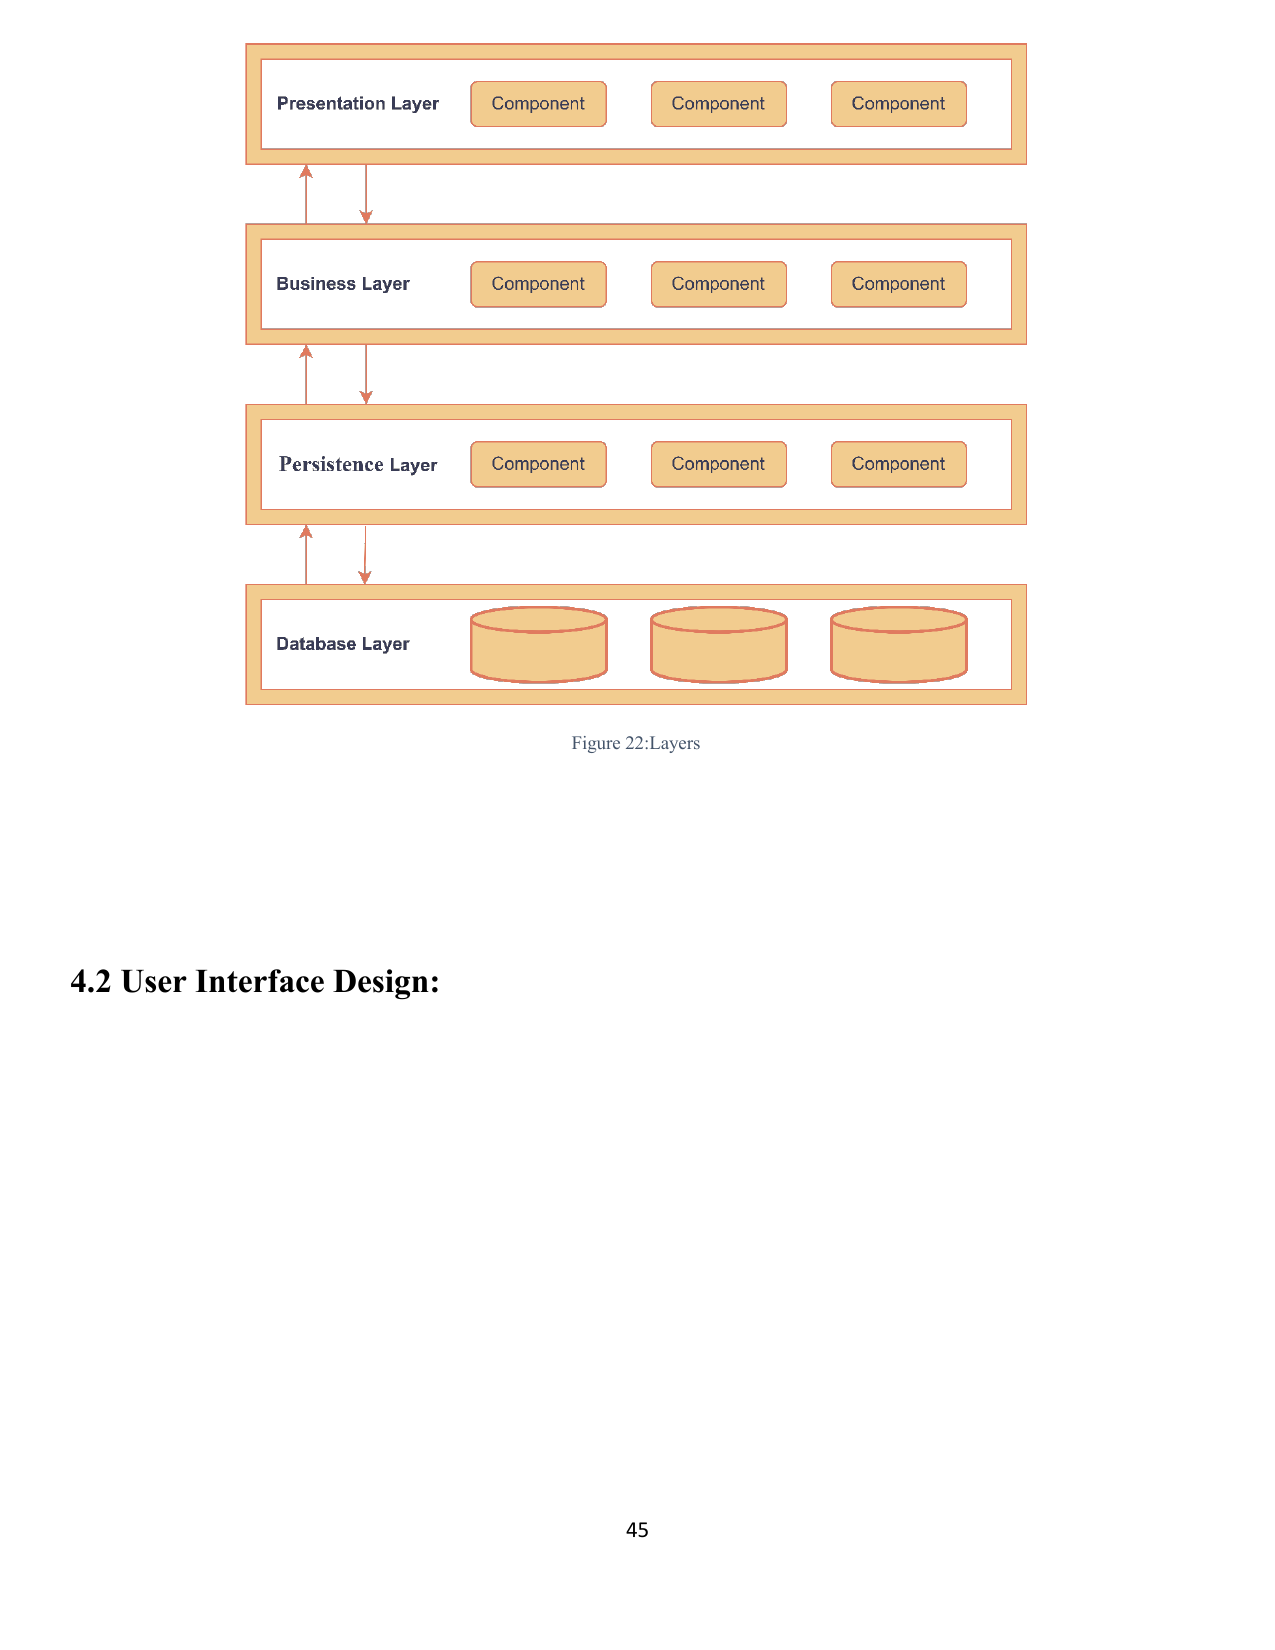 Presentation Layer Component Component Component
Business Layer Component Component Component
Persistence Layer Component Component Component
Database Layer
Figure 22:Layers
4.2 User Interface Design:
45